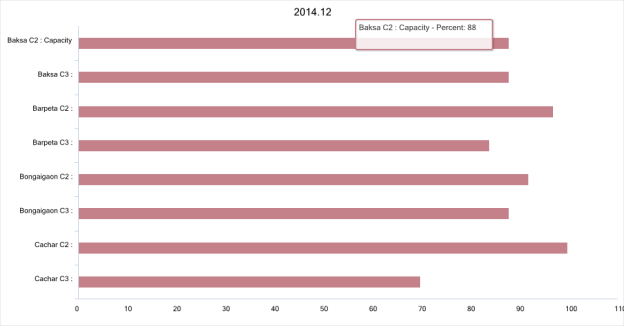 2014.12
Baksa C2 : Capacity - Percent: 88
Baksa C2 : Capacity
Baksa C3 :
Barpeta C2 :
Barpeta C3 :
Bongaigaon C2 :
Bongaigaon C3 :
Cachar C2 :
Cachar C3 :
0 10 20 30 40 50 60 70 80 90 100 110